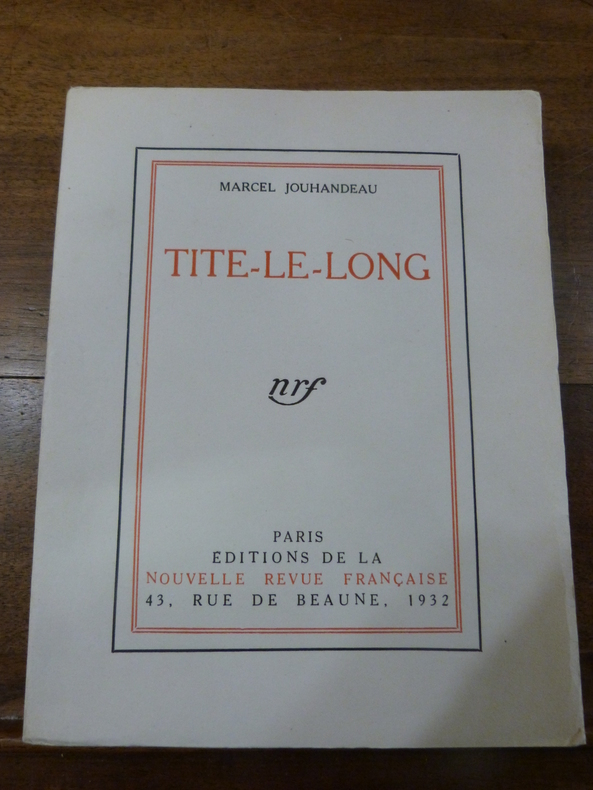 MARCEL JOUHANDEAU
TITE-LE-LONG
nrf
PARIS
ÉDITIONS DE LA
NOUVELLE REVUE FRANÇAISE
43, RUE DE BEAUNE, 1932